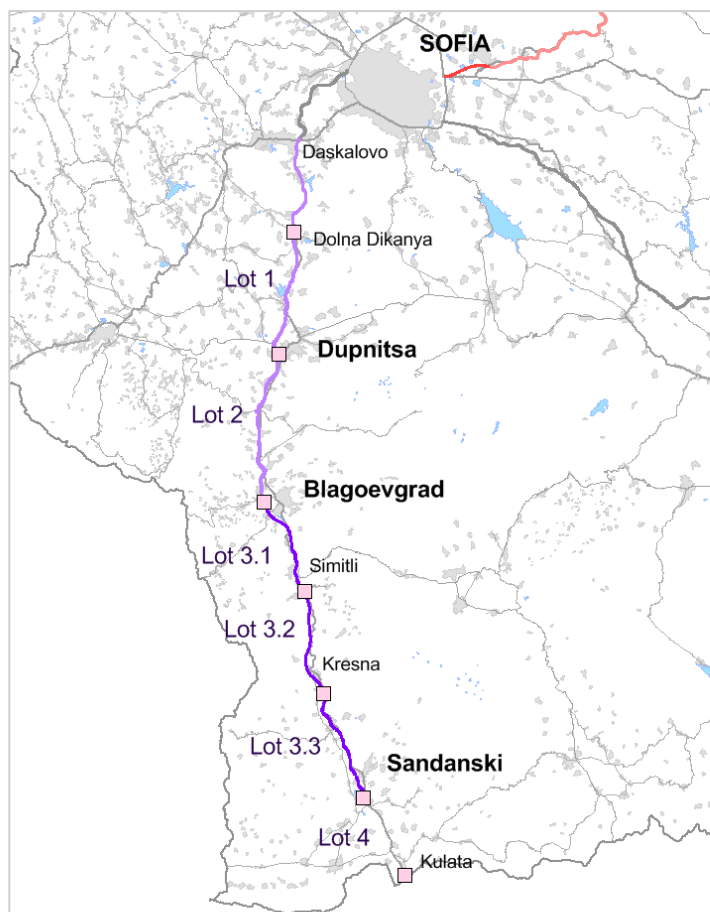 SOFIA
Daskalovo
Dolna Dikanya
Lot 1
Dupnitsa
Lot 2
Blagoevgrad
Lot 3.1
Simitli
Lot 3.2
Kresna
Lot 3.3
Sandanski
Lot 4
Kulata